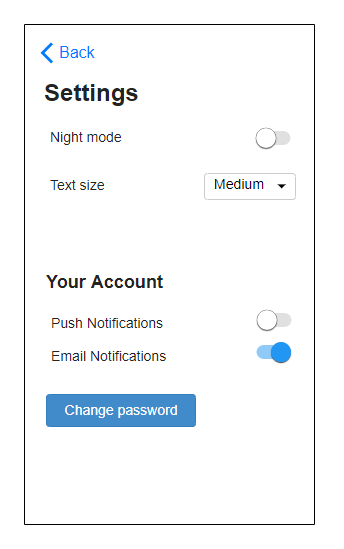 Back
Settings
Night mode
Text size
Medium
Your Account
Push Notifications
Email Notifications
Change password